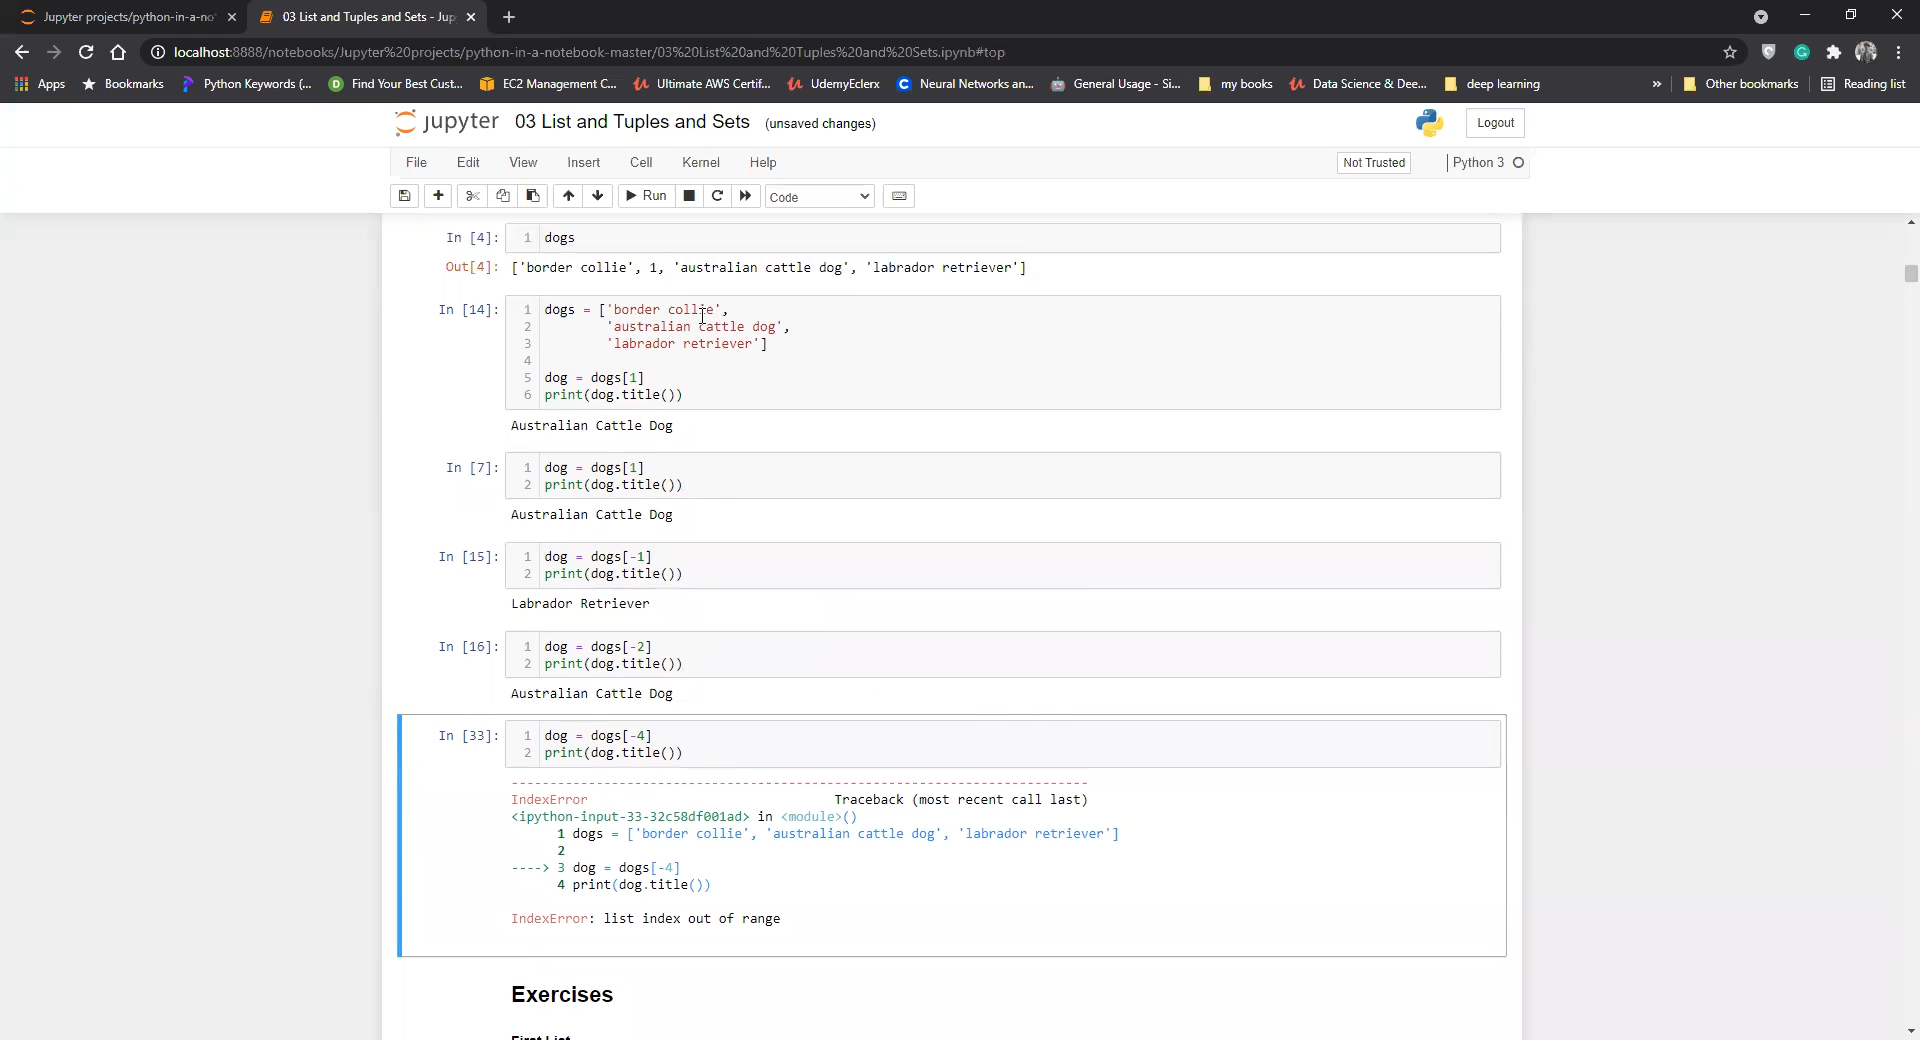 Jupyter projects/python-in-a-no
03 List and Tuples and Sets - Jup
localhost:8888/notebooks/Jupyter%20projects/python-in-a-notebook-master/03%20List%20and%20Tuples%20and%20Sets.ipynb#top
Apps Bookmarks Python Keywords (... Find Your Best Cust... EC2 Management C... Ultimate AWS Certif... UdemyEclerx Neural Networks an... General Usage - Si... my books Data Science & Dee... deep learning » Other bookmarks Reading list
jupyter 03 List and Tuples and Sets (unsaved changes) Logout
File Edit View Insert Cell Kernel Help Not Trusted Python 3
Run Code
In [4]: 1 dogs
Out[4]: ['border collie', 1, 'australian cattle dog', 'labrador retriever']
In [14]: 1 dogs = ['border collie',
2 'australian cattle dog',
3 'labrador retriever']
4
5 dog = dogs[1]
6 print(dog.title())
Australian Cattle Dog
In [7]: 1 dog = dogs[1]
2 print(dog.title())
Australian Cattle Dog
In [15]: 1 dog = dogs[-1]
2 print(dog.title())
Labrador Retriever
In [16]: 1 dog = dogs[-2]
2 print(dog.title())
Australian Cattle Dog
In [33]: 1 dog = dogs[-4]
2 print(dog.title())
---------------------------------------------------------------------------
IndexError Traceback (most recent call last)
<ipython-input-33-32c58df001ad> in <module>()
1 dogs = ['border collie', 'australian cattle dog', 'labrador retriever']
2
----> 3 dog = dogs[-4]
4 print(dog.title())
IndexError: list index out of range
Exercises
First List